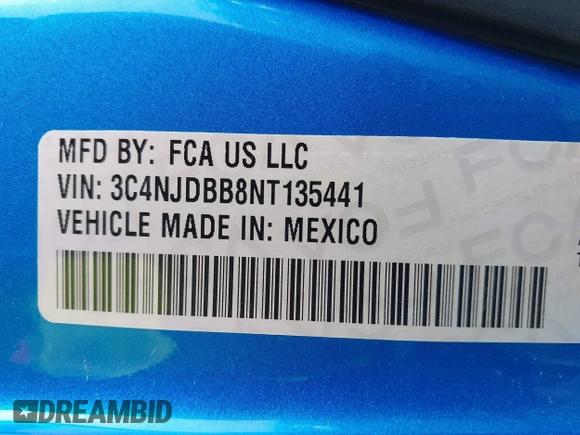 MFD BY: FCA US LLC
VIN: 3C4NJDBB8NT135441
VEHICLE MADE IN: MEXICO
DREAMBID